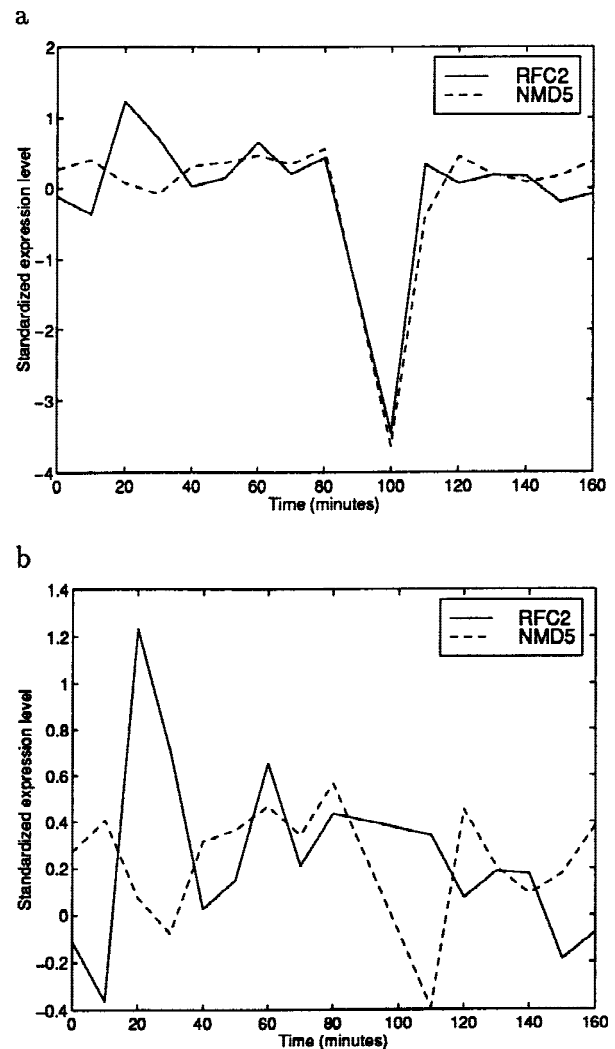 a
2
1
0
-1
-2
-3
-4
Standardized expression level
RFC2
NMD5
0 20 40 60 80 100 120 140 160
Time (minutes)
b
1.4
1.2
1
0.8
0.6
0.4
0.2
0
-0.2
-0.4
Standardized expression level
RFC2
NMD5
0 20 40 60 80 100 120 140 160
Time (minutes)